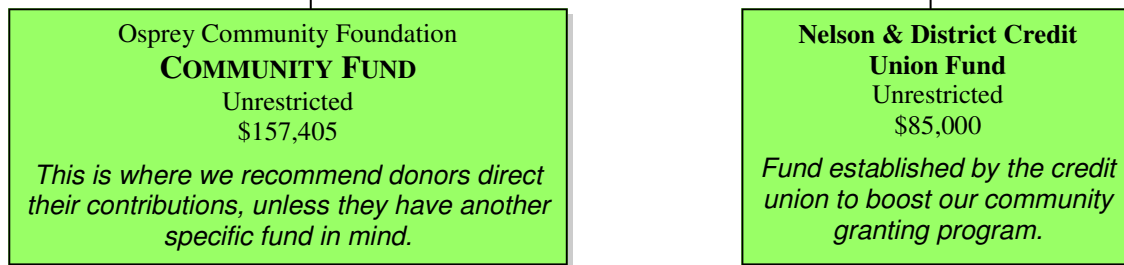 Osprey Community Foundation
COMMUNITY FUND
Unrestricted
$157,405
This is where we recommend donors direct
their contributions, unless they have another
specific fund in mind.
Nelson & District Credit
Union Fund
Unrestricted
$85,000
Fund established by the credit
union to boost our community
granting program.